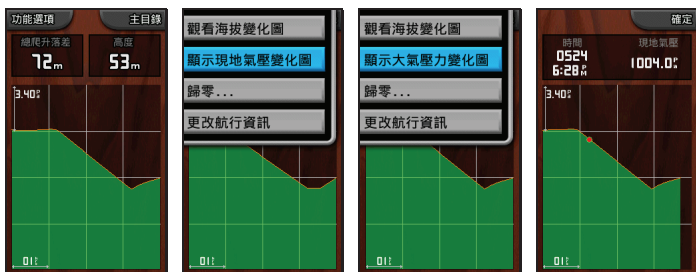 功能選項 主目錄
總爬升落差 高度
72m 53m
3.40
觀看海拔變化圖
顯示現地氣壓變化圖
歸零...
更改航行資訊
觀看海拔變化圖
顯示大氣壓力變化圖
歸零...
更改航行資訊
確定
時間 現地氣壓
0524
6:28 1004.0
3.40